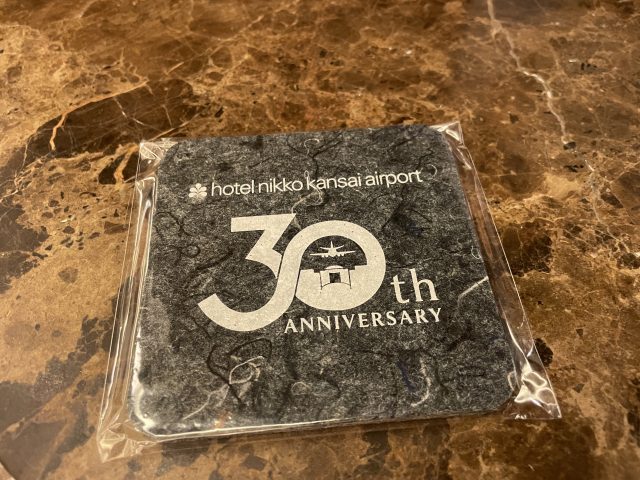 hotel nikko kansai airport
30th
ANNIVERSARY